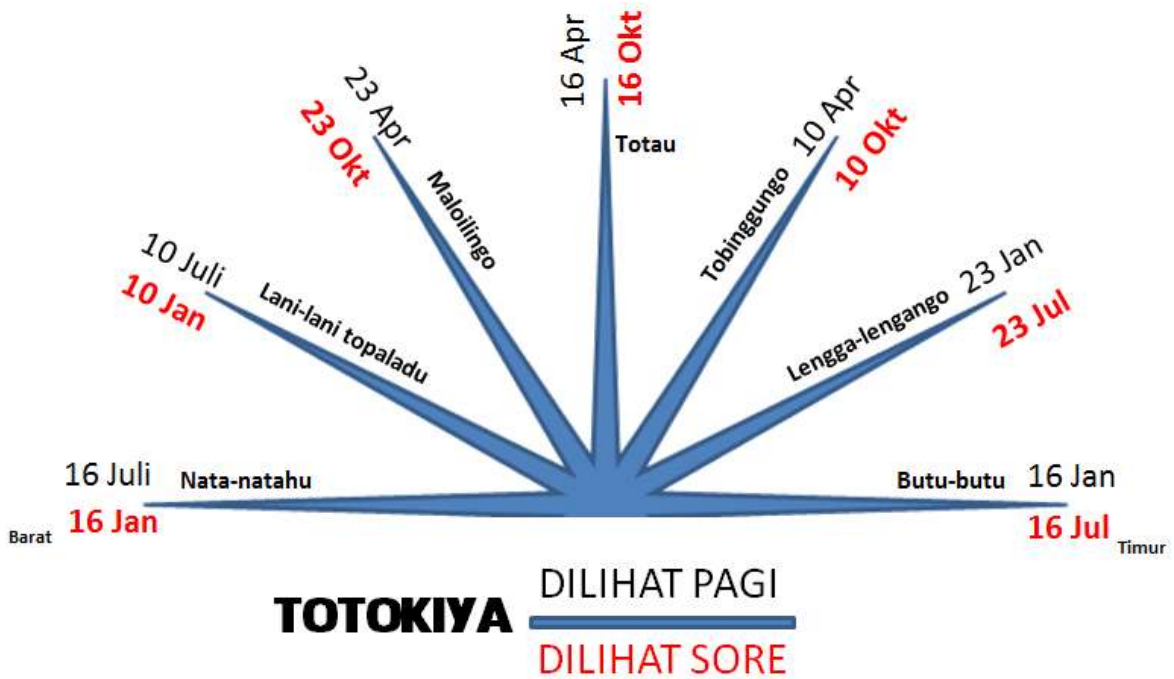 16 Apr
16 Okt
Totau
23 Apr
23 Okt
Maloilingo
10 Apr
10 Okt
Tobinggungo
10 Juli
10 Jan
Lani-lani topaladu
23 Jan
23 Jul
Lengga-lengango
16 Juli
16 Jan
Nata-natahu
Butu-butu
16 Jan
16 Jul
Barat
Timur
TOTOKIYA
DILIHAT PAGI
DILIHAT SORE